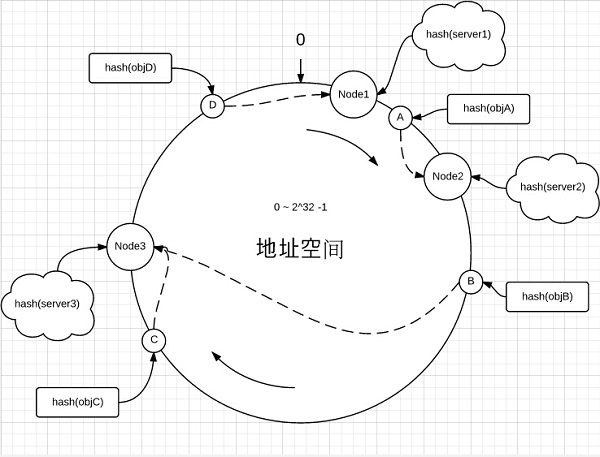 hash(server1)
0
hash(objD)
Node1
D
hash(objA)
A
Node2
hash(server2)
0 ~ 2^32 -1
地址空间
Node3
B
hash(objB)
hash(server3)
C
hash(objC)